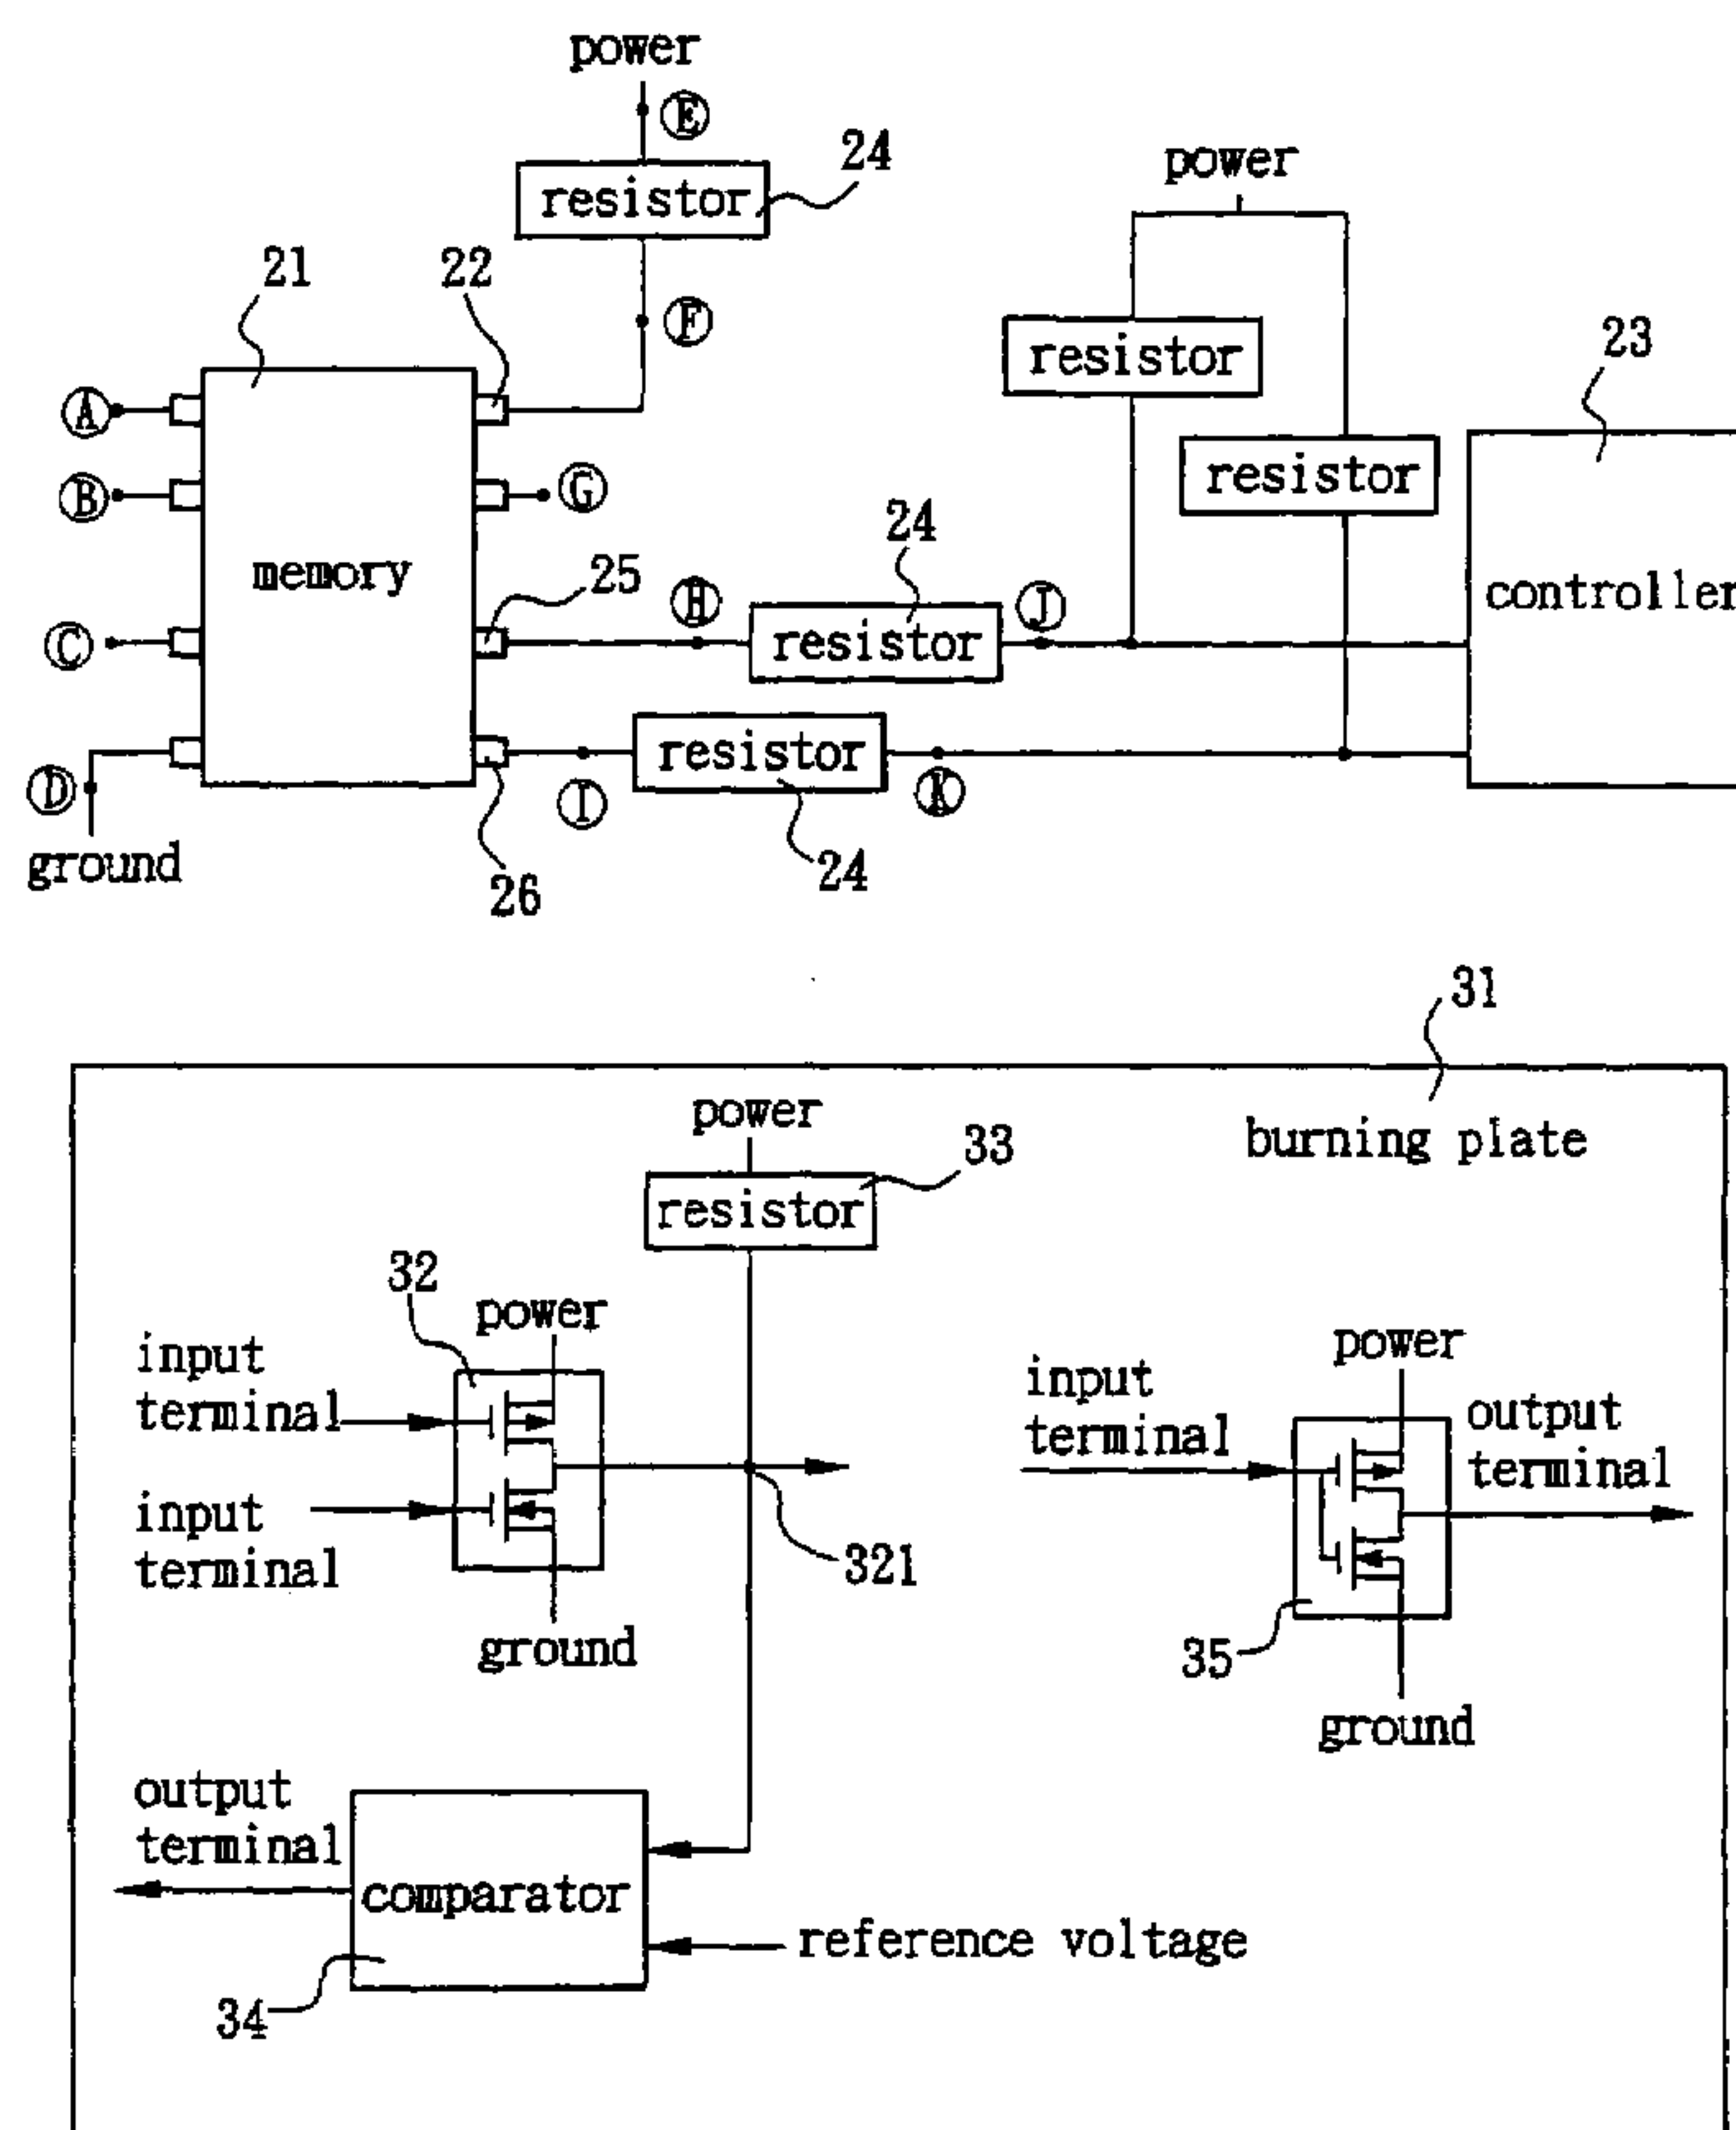 power
Ⓔ
24
resistor
power
21
22
Ⓕ
resistor
23
Ⓐ
Ⓑ
Ⓖ
resistor
24
memory
25
controller
Ⓗ
Ⓙ
Ⓒ
resistor
resistor
Ⓓ
Ⓘ
Ⓚ
ground
26
24
31
power
33
burning plate
resistor
32
power
input
terminal
input
terminal
321
ground
power
input
terminal
output
terminal
35
ground
output
terminal
comparator
reference voltage
34